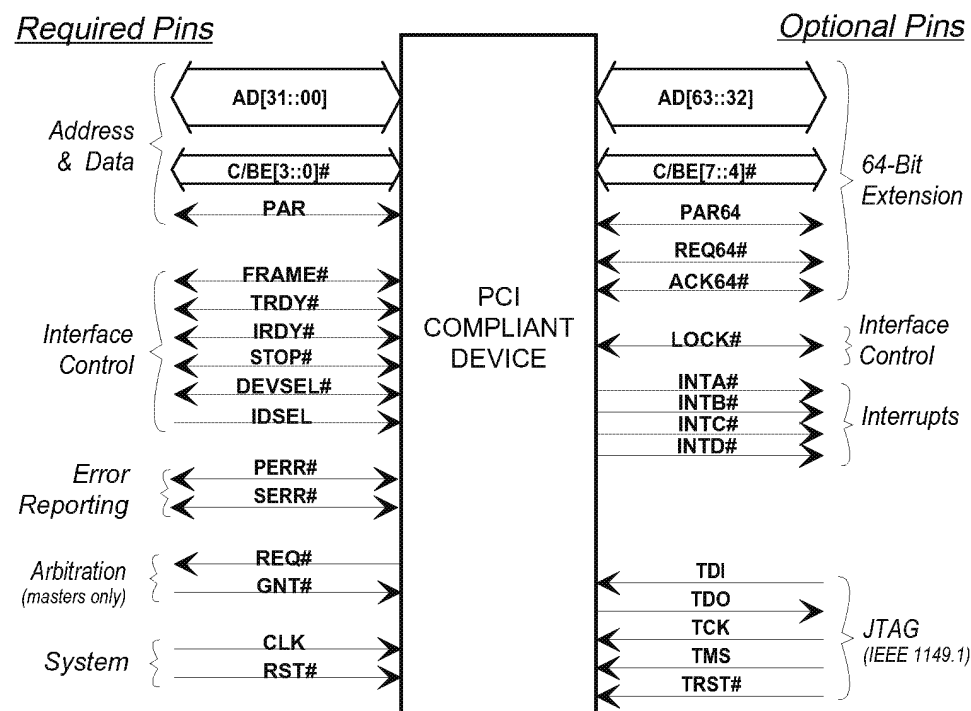 Required Pins
Optional Pins
Address
& Data
AD[31::00]
C/BE[3::0]#
PAR
Interface
Control
FRAME#
TRDY#
IRDY#
STOP#
DEVSEL#
IDSEL
Error
Reporting
PERR#
SERR#
Arbitration
(masters only)
REQ#
GNT#
System
CLK
RST#
PCI
COMPLIANT
DEVICE
AD[63::32]
C/BE[7::4]#
PAR64
REQ64#
ACK64#
64-Bit
Extension
LOCK#
Interface
Control
INTA#
INTB#
INTC#
INTD#
Interrupts
TDI
TDO
TCK
TMS
TRST#
JTAG
(IEEE 1149.1)